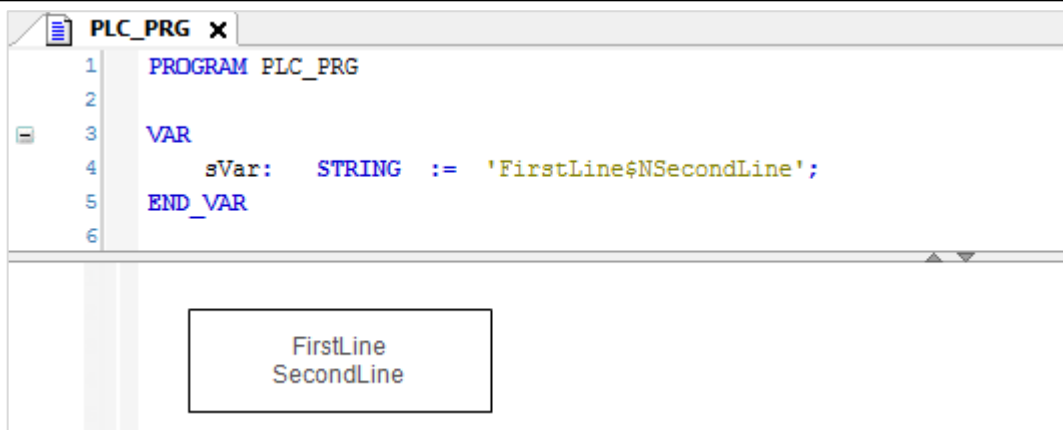 PLC_PRG
1 PROGRAM PLC_PRG
2
3 VAR
4 sVar: STRING := 'FirstLine$NSecondLine';
5 END_VAR
6
FirstLine
SecondLine